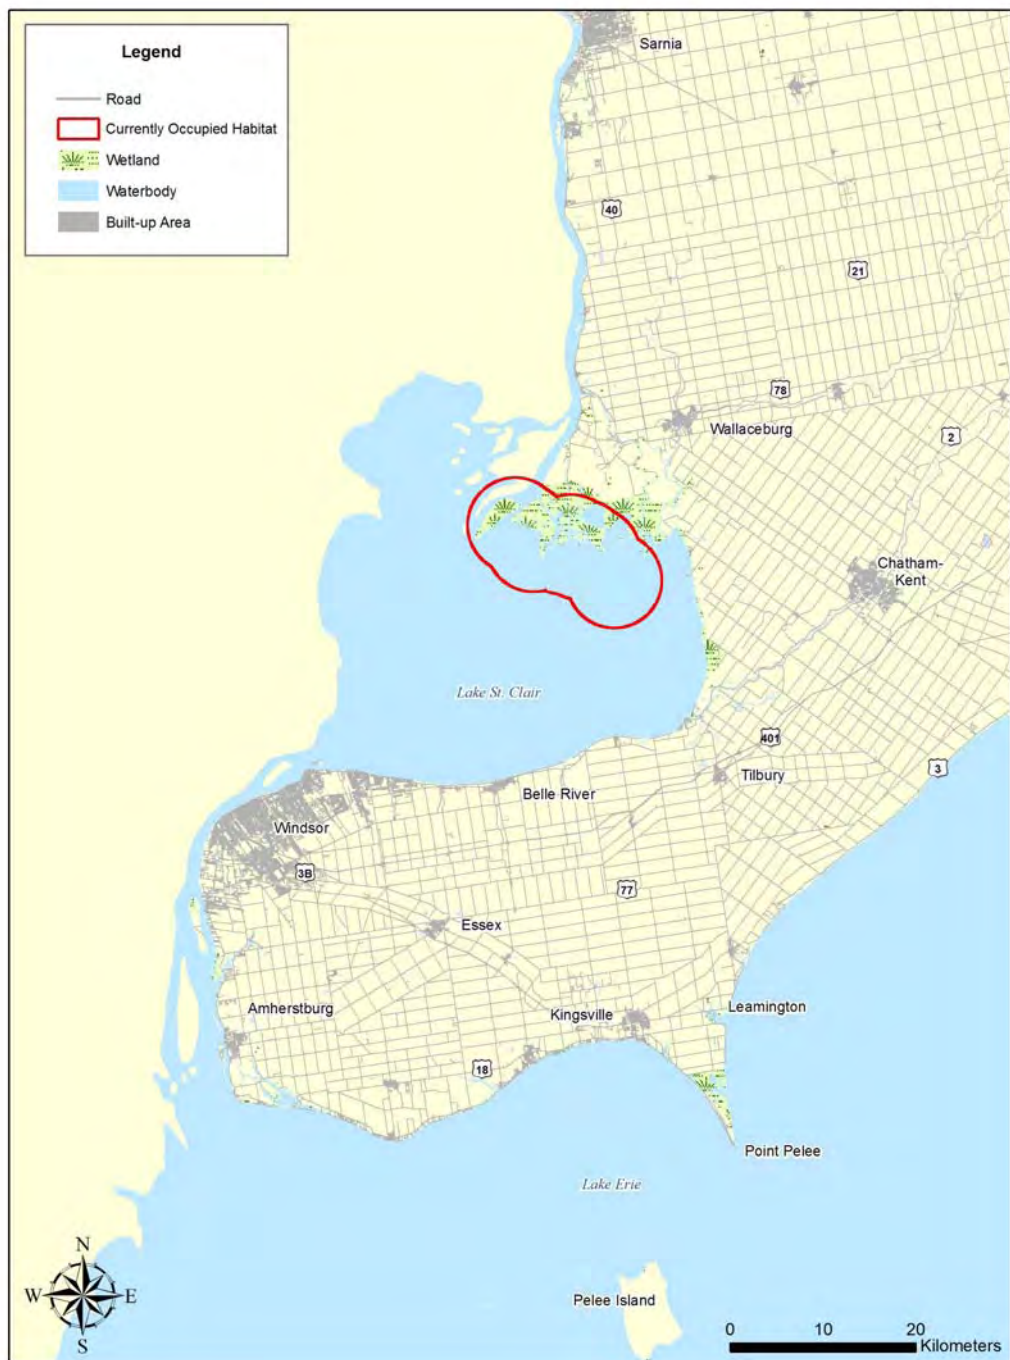 Legend
Road
Currently Occupied Habitat
Wetland
Waterbody
Built-up Area
Sarnia
40
21
78
Wallaceburg
2
Chatham-
Kent
Lake St. Clair
401
3
Tilbury
Belle River
Windsor
3B
77
Essex
Amherstburg
Kingsville
Leamington
18
Point Pelee
Lake Erie
N
W
E
S
Pelee Island
0 10 20
Kilometers